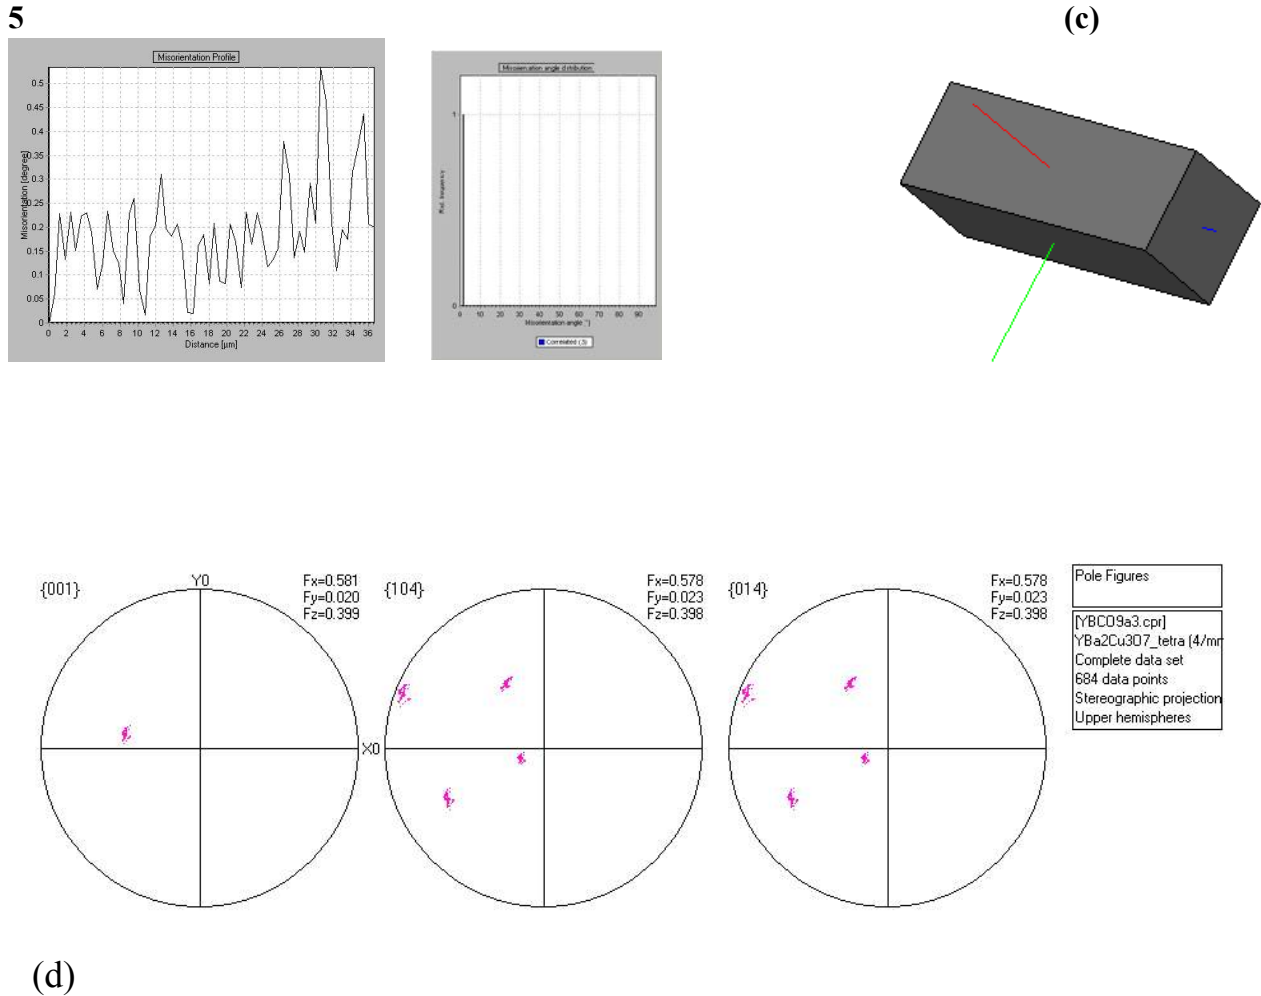 5
(c)
Misorientation Profile
Misorientation [degree]
0.5
0.45
0.4
0.35
0.3
0.25
0.2
0.15
0.1
0.05
0
0 2 4 6 8 10 12 14 16 18 20 22 24 26 28 30 32 34 36
Distance [µm]
Misorientation angle distribution
Rel. frequency
1
0
0 10 20 30 40 50 60 70 80 90
Misorientation angle
Correlated
{001}
Y0
Fx=0.581
Fy=0.020
Fz=0.399
X0
{104}
Fx=0.578
Fy=0.023
Fz=0.398
{014}
Fx=0.578
Fy=0.023
Fz=0.398
Pole Figures
[YBCO9a3.cpr]
YBa2Cu3O7_tetra (4/mr
Complete data set
684 data points
Stereographic projection
Upper hemispheres
(d)